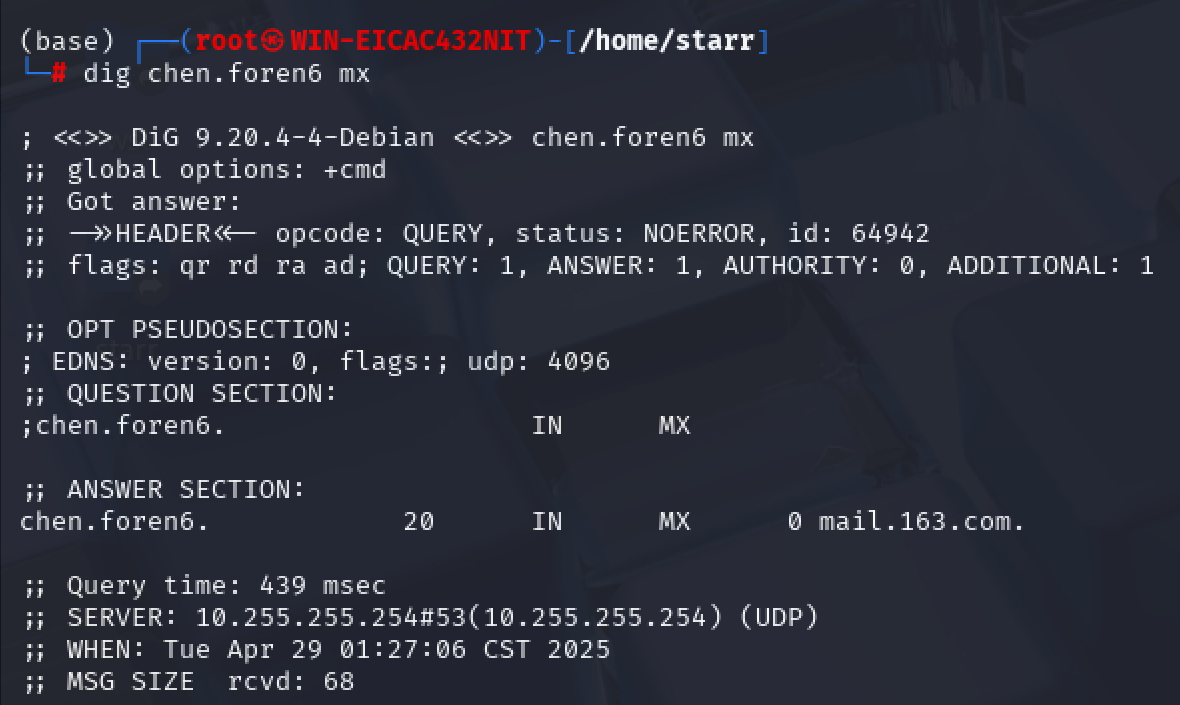 (base) ┌──(root㉿WIN-EICAC432NIT)-[/home/starr]
└─# dig chen.foren6 mx

; <<>> DiG 9.20.4-4-Debian <<>> chen.foren6 mx
;; global options: +cmd
;; Got answer:
;; ->>HEADER<<- opcode: QUERY, status: NOERROR, id: 64942
;; flags: qr rd ra ad; QUERY: 1, ANSWER: 1, AUTHORITY: 0, ADDITIONAL: 1

;; OPT PSEUDOSECTION:
; EDNS: version: 0, flags:; udp: 4096
;; QUESTION SECTION:
;chen.foren6.                   IN      MX

;; ANSWER SECTION:
chen.foren6.            20      IN      MX      0 mail.163.com.

;; Query time: 439 msec
;; SERVER: 10.255.255.254#53(10.255.255.254) (UDP)
;; WHEN: Tue Apr 29 01:27:06 CST 2025
;; MSG SIZE  rcvd: 68